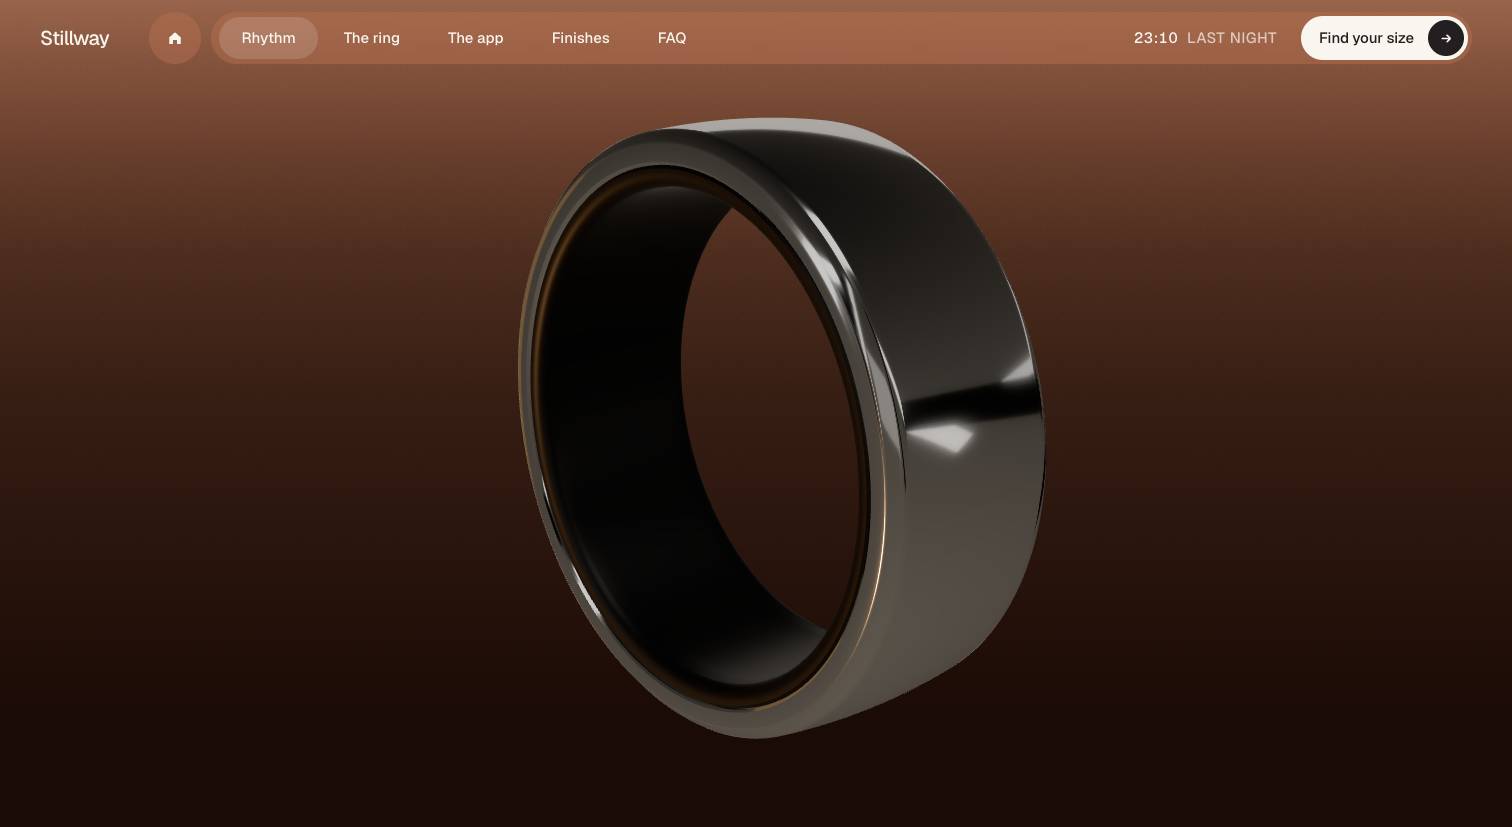 Stillway
Rhythm
The ring
The app
Finishes
FAQ
23:10 LAST NIGHT
Find your size